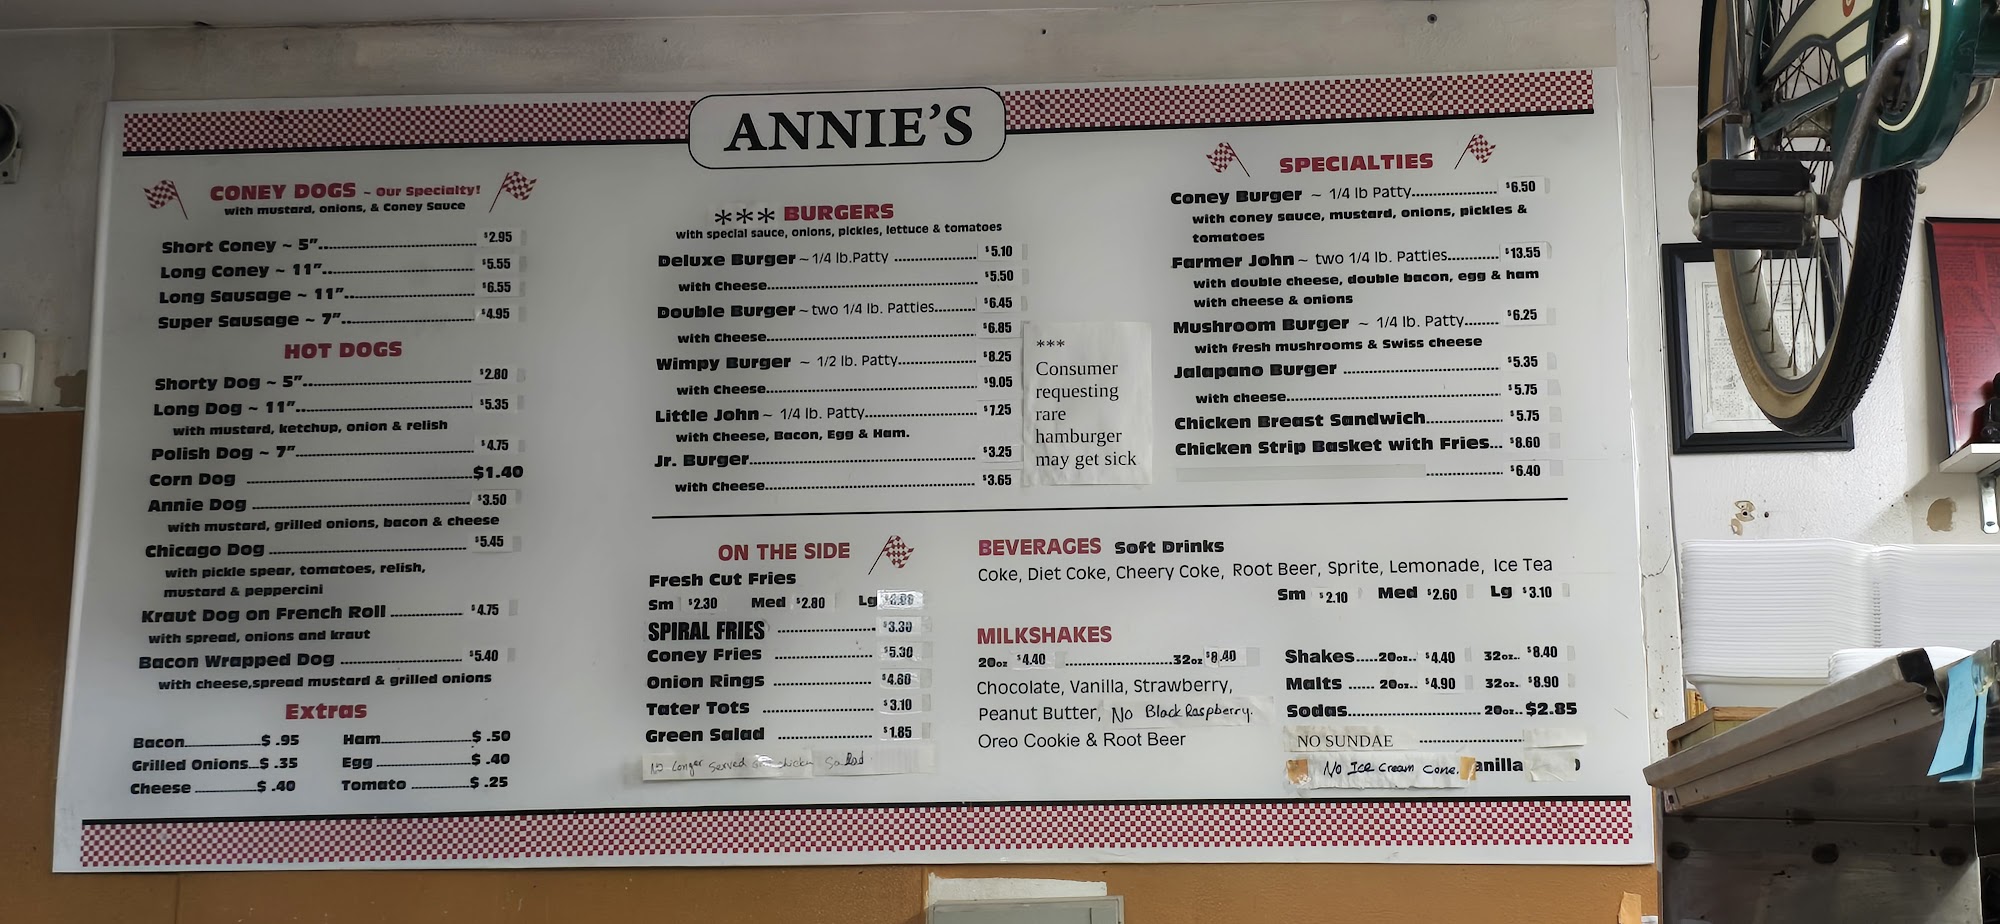 ANNIE'S
CONEY DOGS ~ Our Specialty!
with mustard, onions, & Coney Sauce
Short Coney ~ 5" $2.95
Long Coney ~ 11" $5.55
Long Sausage ~ 11" $6.55
Super Sausage ~ 7" $4.95
HOT DOGS
Shorty Dog ~ 5" $2.80
Long Dog ~ 11" $5.35
with mustard, ketchup, onion & relish
Polish Dog ~ 7" $4.75
Corn Dog $1.40
Annie Dog $3.50
with mustard, grilled onions, bacon & cheese
Chicago Dog $5.45
with pickle spear, tomatoes, relish,
mustard & peppercini
Kraut Dog on French Roll $4.75
with spread, onions and kraut
Bacon Wrapped Dog $5.40
with cheese,spread mustard & grilled onions
Extras
Bacon $ .95 Ham $ .50
Grilled Onions $ .35 Egg $ .40
Cheese $ .40 Tomato $ .25
*** BURGERS
with special sauce, onions, pickles, lettuce & tomatoes
Deluxe Burger ~ 1/4 lb.Patty $5.10
with Cheese $5.50
Double Burger ~ two 1/4 lb. Patties $6.45
with Cheese $6.85
Wimpy Burger ~ 1/2 lb. Patty $8.25
with Cheese $9.05
Little John ~ 1/4 lb. Patty $7.25
with Cheese, Bacon, Egg & Ham.
Jr. Burger $3.25
with Cheese $3.65
***
Consumer
requesting
rare
hamburger
may get sick
SPECIALTIES
Coney Burger ~ 1/4 lb Patty $6.50
with coney sauce, mustard, onions, pickles &
tomatoes
Farmer John ~ two 1/4 lb. Patties $13.55
with double cheese, double bacon, egg & ham
with cheese & onions
Mushroom Burger ~ 1/4 lb. Patty $6.25
with fresh mushrooms & Swiss cheese
Jalapano Burger $5.35
with cheese $5.75
Chicken Breast Sandwich $5.75
Chicken Strip Basket with Fries... $8.60
$6.40
ON THE SIDE
Fresh Cut Fries
Sm $2.30 Med $2.80 Lg
SPIRAL FRIES $3.30
Coney Fries $5.30
Onion Rings $4.60
Tater Tots $3.10
Green Salad $1.85
No Longer Served chicken Salad
BEVERAGES Soft Drinks
Coke, Diet Coke, Cheery Coke, Root Beer, Sprite, Lemonade, Ice Tea
Sm $2.10 Med $2.60 Lg $3.10
MILKSHAKES
20oz $4.40 32oz $8.40
Chocolate, Vanilla, Strawberry,
Peanut Butter, No Black Raspberry.
Oreo Cookie & Root Beer
Shakes.....20oz.. $4.40 32oz.. $8.40
Malts ...... 20oz.. $4.90 32oz.. $8.90
Sodas 20oz.. $2.85
NO SUNDAE
No Ice Cream Cone. anilla